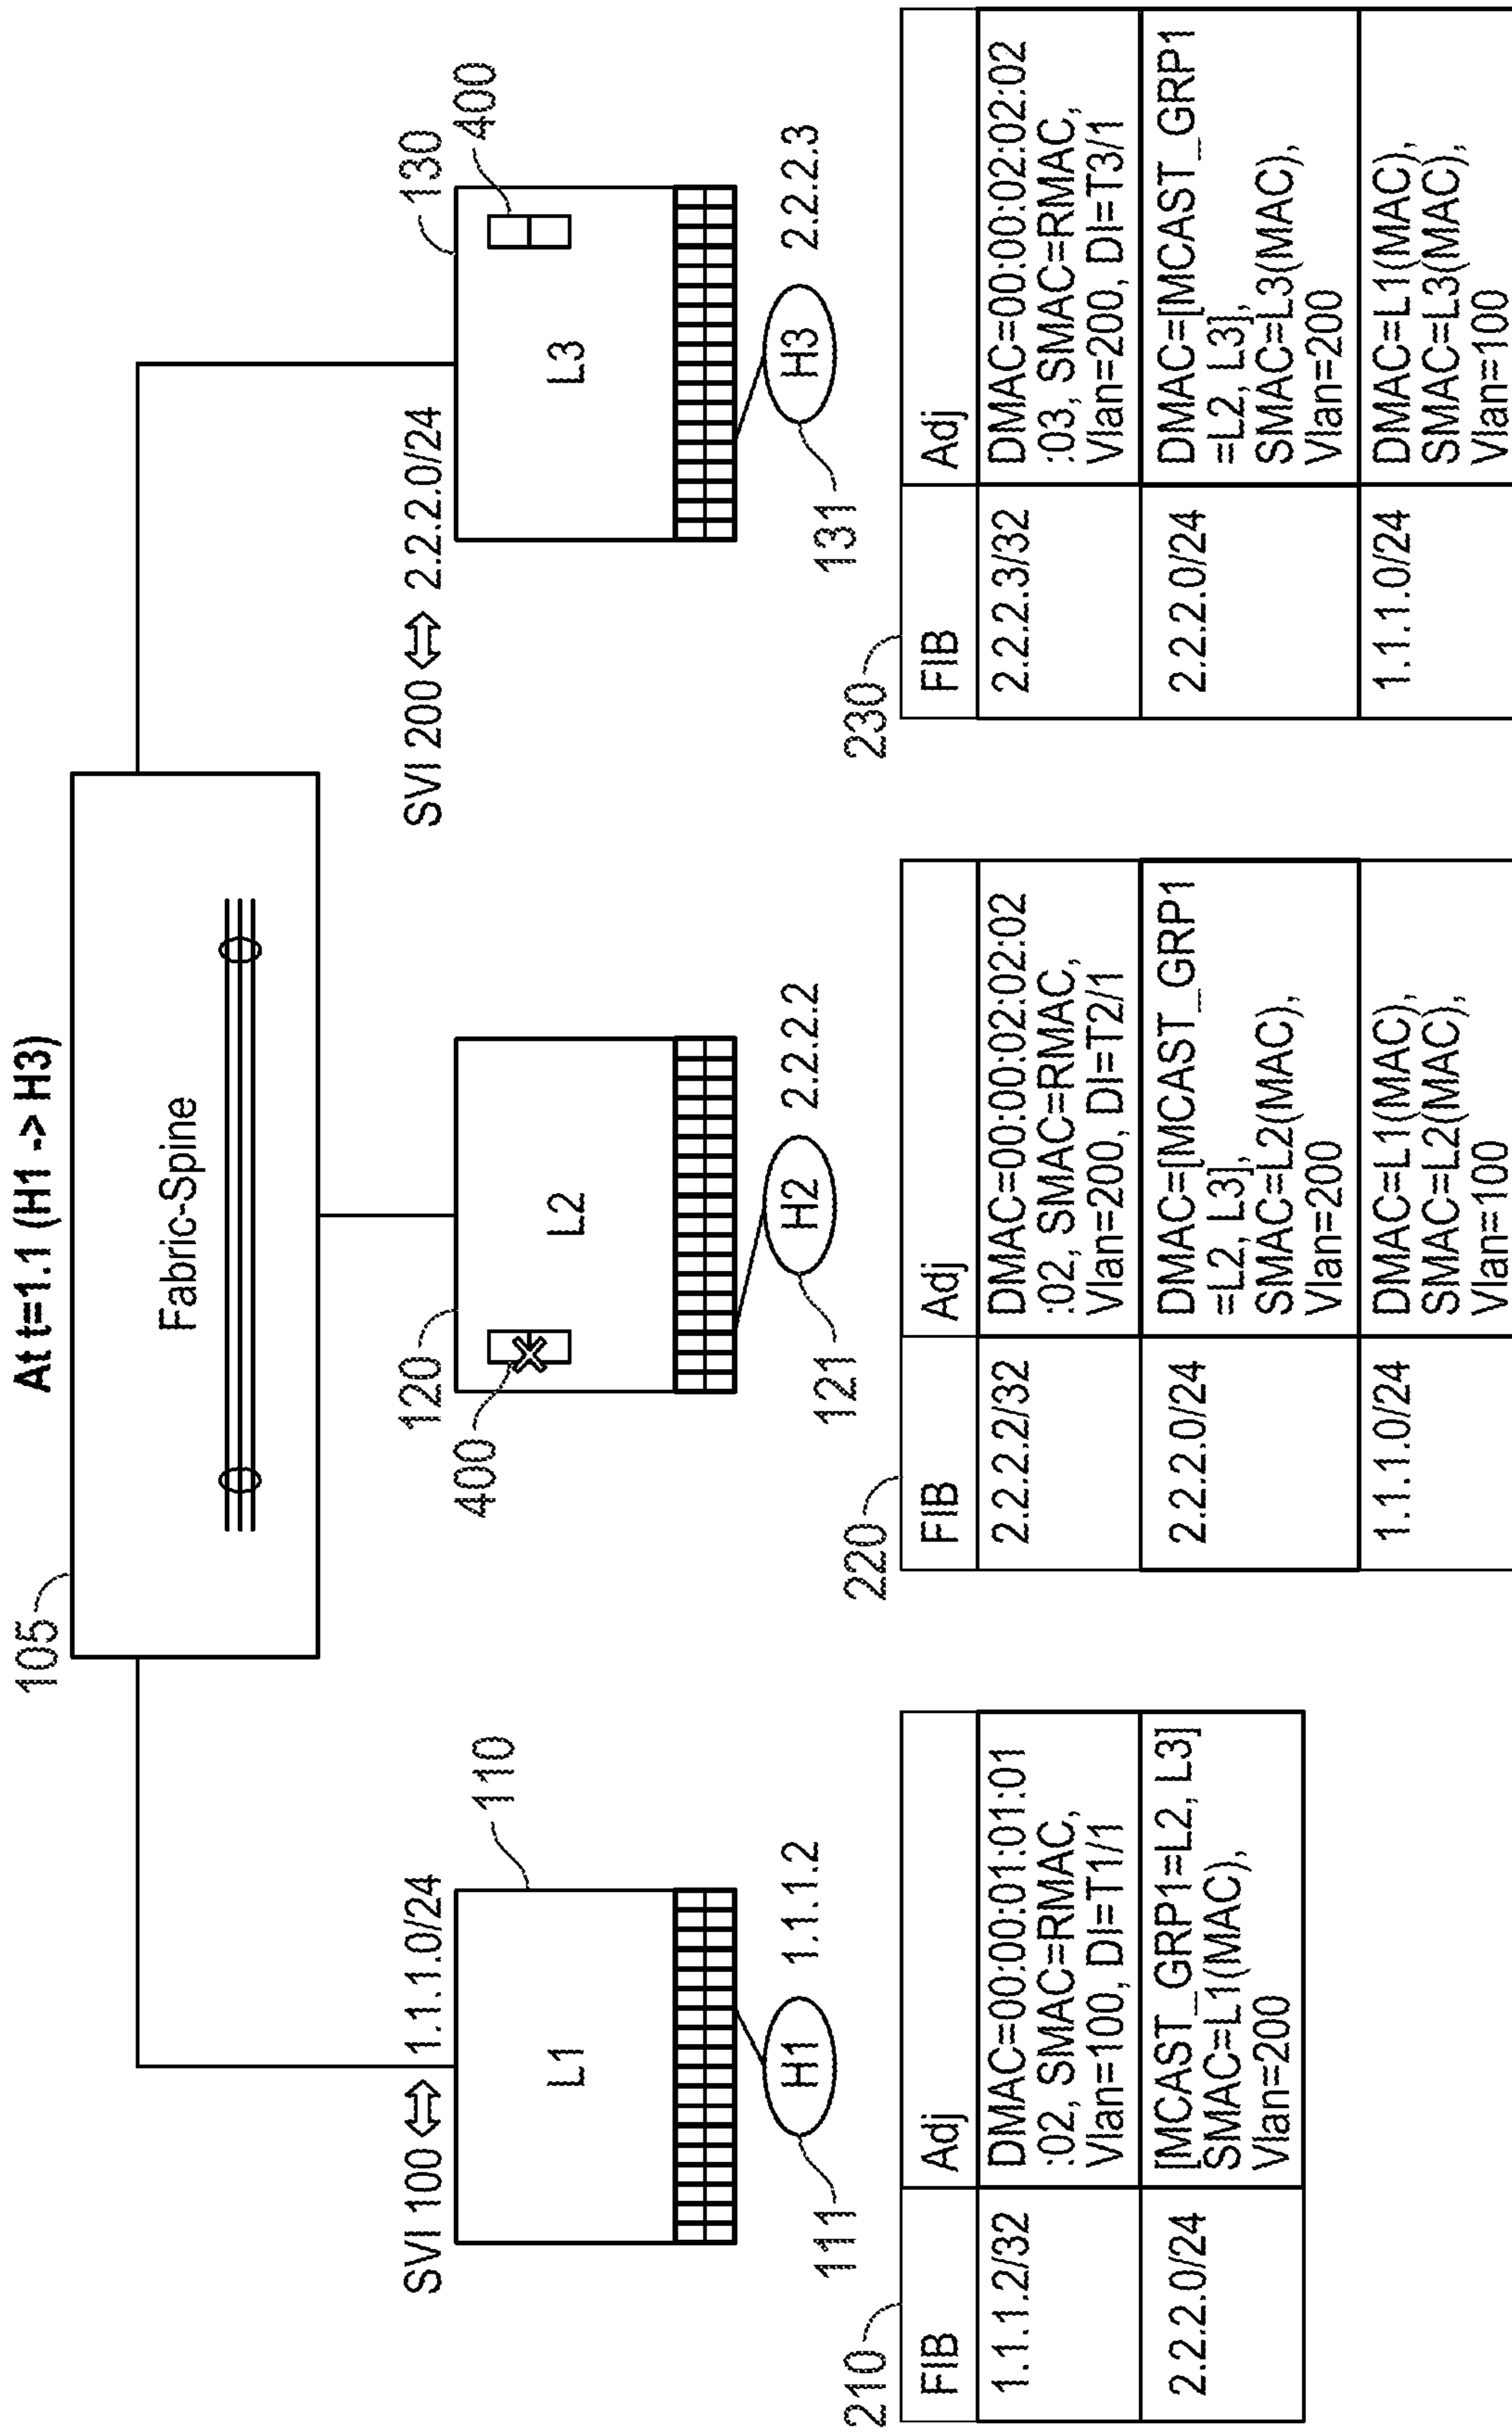 At t=1.1 (H1 -> H3)
105
Fabric-Spine
SVI 100 ⇔ 1.1.1.0/24
110
L1
H1
1.1.1.2
111
120
400
L2
H2
2.2.2.2
121
SVI 200 ⇔ 2.2.2.0/24
130
400
L3
H3
2.2.2.3
131
210
FIB Adj
1.1.1.2/32 DMAC=00:00:01:01:01
:02, SMAC=RMAC,
Vlan=100, DI=T1/1
2.2.2.0/24 [MCAST_GRP1=L2, L3]
SMAC=L1(MAC),
Vlan=200
220
FIB Adj
2.2.2.2/32 DMAC=00:00:02:02:02
:02, SMAC=RMAC,
Vlan=200, DI=T2/1
2.2.2.0/24 DMAC=[MCAST_GRP1
=L2, L3],
SMAC=L2(MAC),
Vlan=200
1.1.1.0/24 DMAC=L1(MAC),
SMAC=L2(MAC),
Vlan=100
230
FIB Adj
2.2.2.3/32 DMAC=00:00:02:02:02
:03, SMAC=RMAC,
Vlan=200, DI=T3/1
2.2.2.0/24 DMAC=[MCAST_GRP1
=L2, L3],
SMAC=L3(MAC),
Vlan=200
1.1.1.0/24 DMAC=L1(MAC),
SMAC=L3(MAC),
Vlan=100